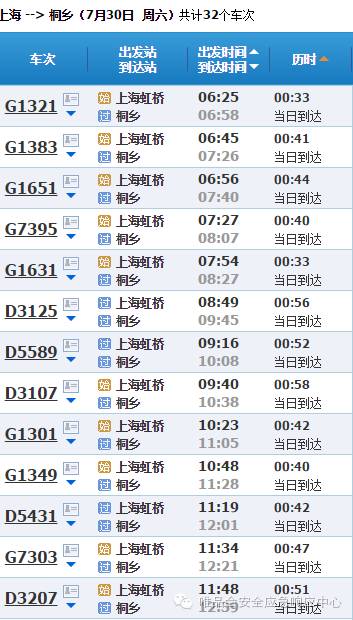 上海 --> 桐乡（7月30日 周六）共计32个车次
车次 出发站 出发时间 历时
到达站 到达时间
G1321 始 上海虹桥 06:25 00:33
过 桐乡 06:58 当日到达
G1383 始 上海虹桥 06:45 00:41
过 桐乡 07:26 当日到达
G1651 始 上海虹桥 06:56 00:44
过 桐乡 07:40 当日到达
G7395 始 上海虹桥 07:27 00:40
过 桐乡 08:07 当日到达
G1631 始 上海虹桥 07:54 00:33
过 桐乡 08:27 当日到达
D3125 过 上海虹桥 08:49 00:56
过 桐乡 09:45 当日到达
D5589 过 上海虹桥 09:16 00:52
过 桐乡 10:08 当日到达
D3107 始 上海虹桥 09:40 00:58
过 桐乡 10:38 当日到达
G1301 始 上海虹桥 10:23 00:42
过 桐乡 11:05 当日到达
G1349 始 上海虹桥 10:48 00:40
过 桐乡 11:28 当日到达
D5431 过 上海虹桥 11:19 00:42
过 桐乡 12:01 当日到达
G7303 始 上海虹桥 11:34 00:47
过 桐乡 12:21 当日到达
D3207 始 上海虹桥 11:48 00:51
过 桐乡 12:39 当日到达
唯品会安全应急响应中心